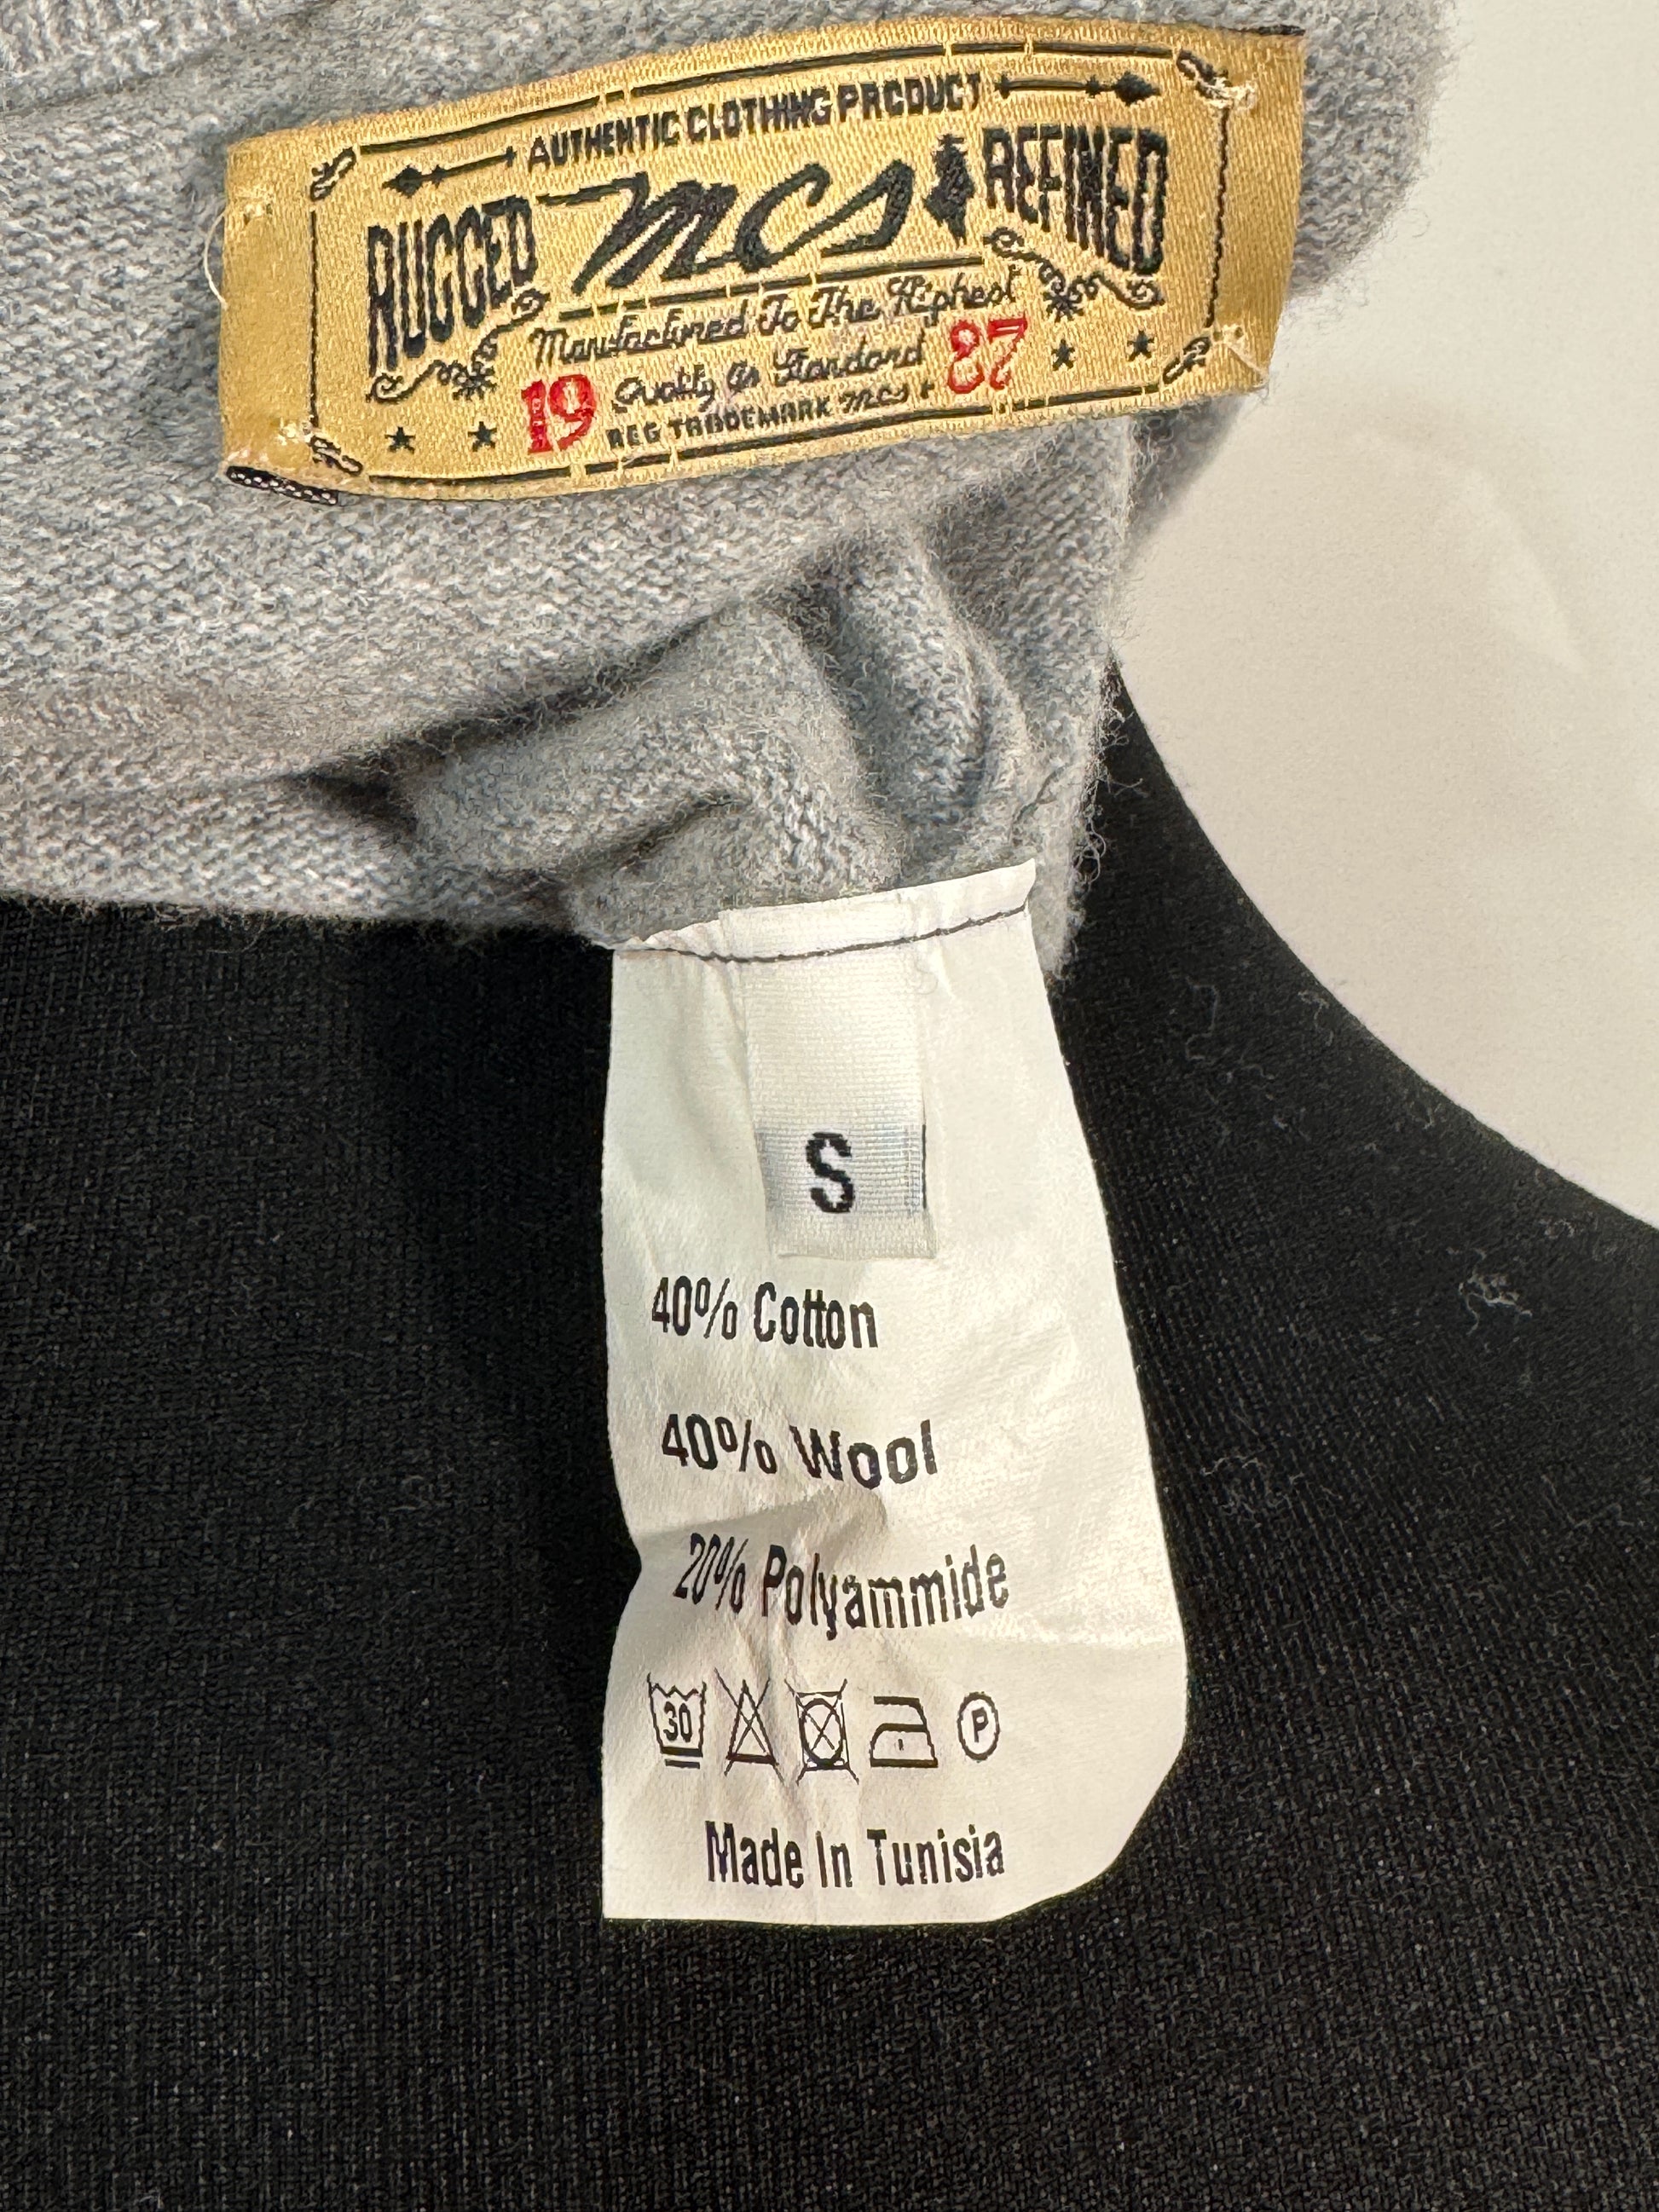 AUTHENTIC CLOTHING PRODUCT
RUGGED mcs REFINED
Manufactured To The Highest
19 Quality As Standard 87
REG TRADEMARK mcs
S
40% Cotton
40% Wool
20% Polyammide
30
P
Made In Tunisia